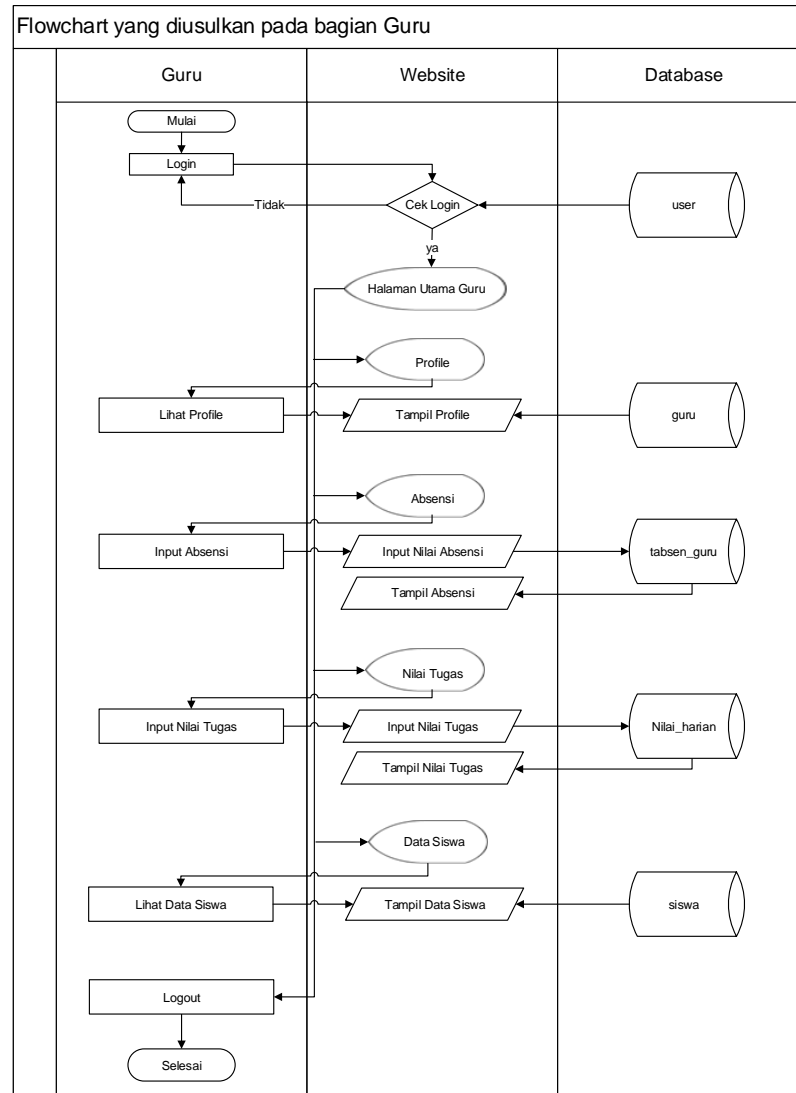 Flowchart yang diusulkan pada bagian Guru
Guru
Website
Database
Mulai
Login
Tidak
Cek Login
user
ya
Halaman Utama Guru
Profile
Lihat Profile
Tampil Profile
guru
Absensi
Input Absensi
Input Nilai Absensi
tabsen_guru
Tampil Absensi
Nilai Tugas
Input Nilai Tugas
Input Nilai Tugas
Nilai_harian
Tampil Nilai Tugas
Data Siswa
Lihat Data Siswa
Tampil Data Siswa
siswa
Logout
Selesai